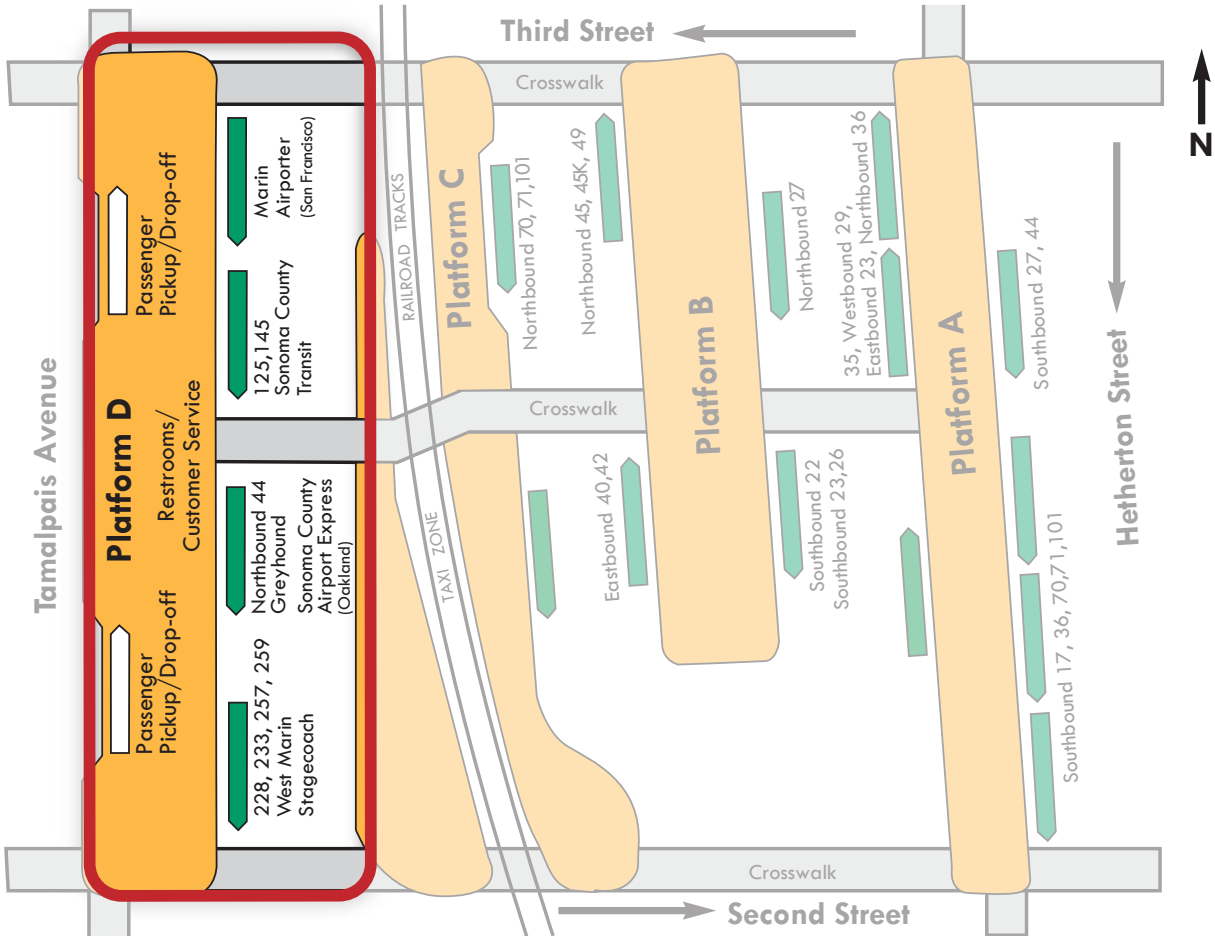 Third Street
Crosswalk
N
Tamalpais Avenue
Platform D
Restrooms/
Customer Service
Passenger
Pickup/Drop-off
Passenger
Pickup/Drop-off
Marin
Airporter
(San Francisco)
125,145
Sonoma County
Transit
Northbound 44
Greyhound
Sonoma County
Airport Express
(Oakland)
228, 233, 257, 259
West Marin
Stagecoach
RAILROAD TRACKS
TAXI ZONE
Platform C
Northbound 70, 71,101
Northbound 45, 45K, 49
Crosswalk
Eastbound 40,42
Platform B
Northbound 27
Southbound 22
Southbound 23,26
35, Westbound 29,
Eastbound 23, Northbound 36
Platform A
Southbound 27, 44
Southbound 17, 36, 70,71,101
Hetherton Street
Crosswalk
Second Street